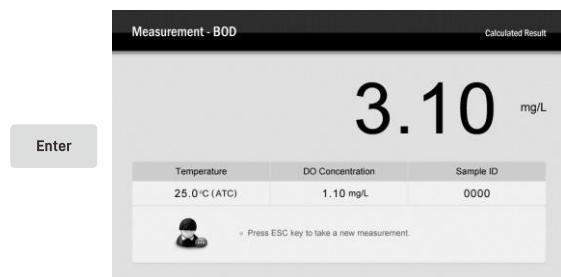 Measurement - BOD
Calculated Result
3.10 mg/L
Enter
Temperature DO Concentration Sample ID
25.0 ºC (ATC) 1.10 mg/L 0000
Press ESC key to take a new measurement.